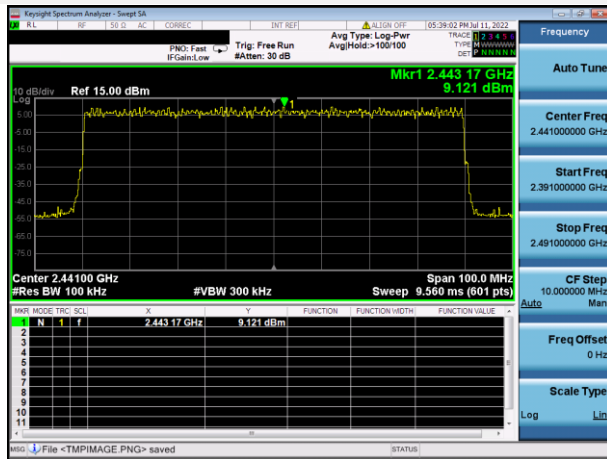 Keysight Spectrum Analyzer - Swept SA
RL RF 50 Ω AC CORREC INT REF ALIGN OFF 05:39:02 PM Jul 11, 2022
PNO: Fast Trig: Free Run Avg Type: Log-Pwr TRACE 1 2 3 4 5 6
IFGain:Low #Atten: 30 dB Avg|Hold:>100/100 TYPE M WWWWW
DET P N N N N N
Frequency
Mkr1 2.443 17 GHz
9.121 dBm
10 dB/div Ref 15.00 dBm
Log
1
5.00
-5.00
-15.0
-25.0
-35.0
-45.0
-55.0
-65.0
-75.0
Center 2.44100 GHz Span 100.0 MHz
#Res BW 100 kHz #VBW 300 kHz Sweep 9.560 ms (601 pts)
MKR MODE TRC SCL X Y FUNCTION FUNCTION WIDTH FUNCTION VALUE
1 N 1 f 2.443 17 GHz 9.121 dBm
2
3
4
5
6
7
8
9
10
11
MSG File <TMPIMAGE.PNG> saved STATUS
Auto Tune
Center Freq
2.441000000 GHz
Start Freq
2.391000000 GHz
Stop Freq
2.491000000 GHz
CF Step
10.000000 MHz
Auto Man
Freq Offset
0 Hz
Scale Type
Log Lin